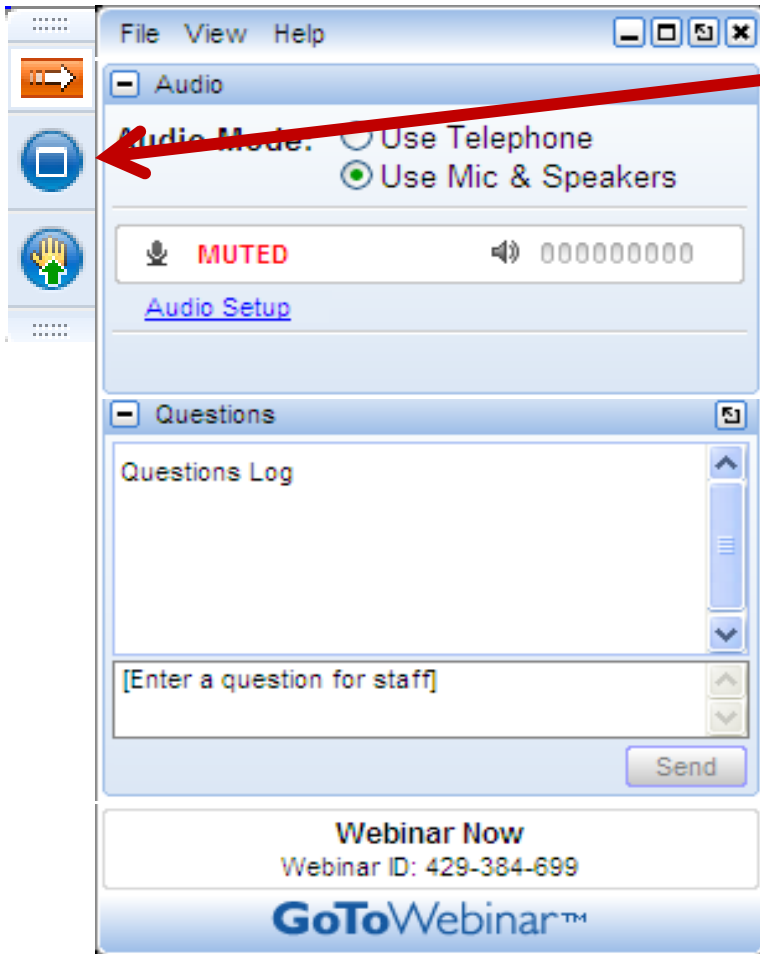 File View Help
Audio
Audio Mode: Use Telephone
Use Mic & Speakers
MUTED 000000000
Audio Setup
Questions
Questions Log
[Enter a question for staff]
Send
Webinar Now
Webinar ID: 429-384-699
GoToWebinar™